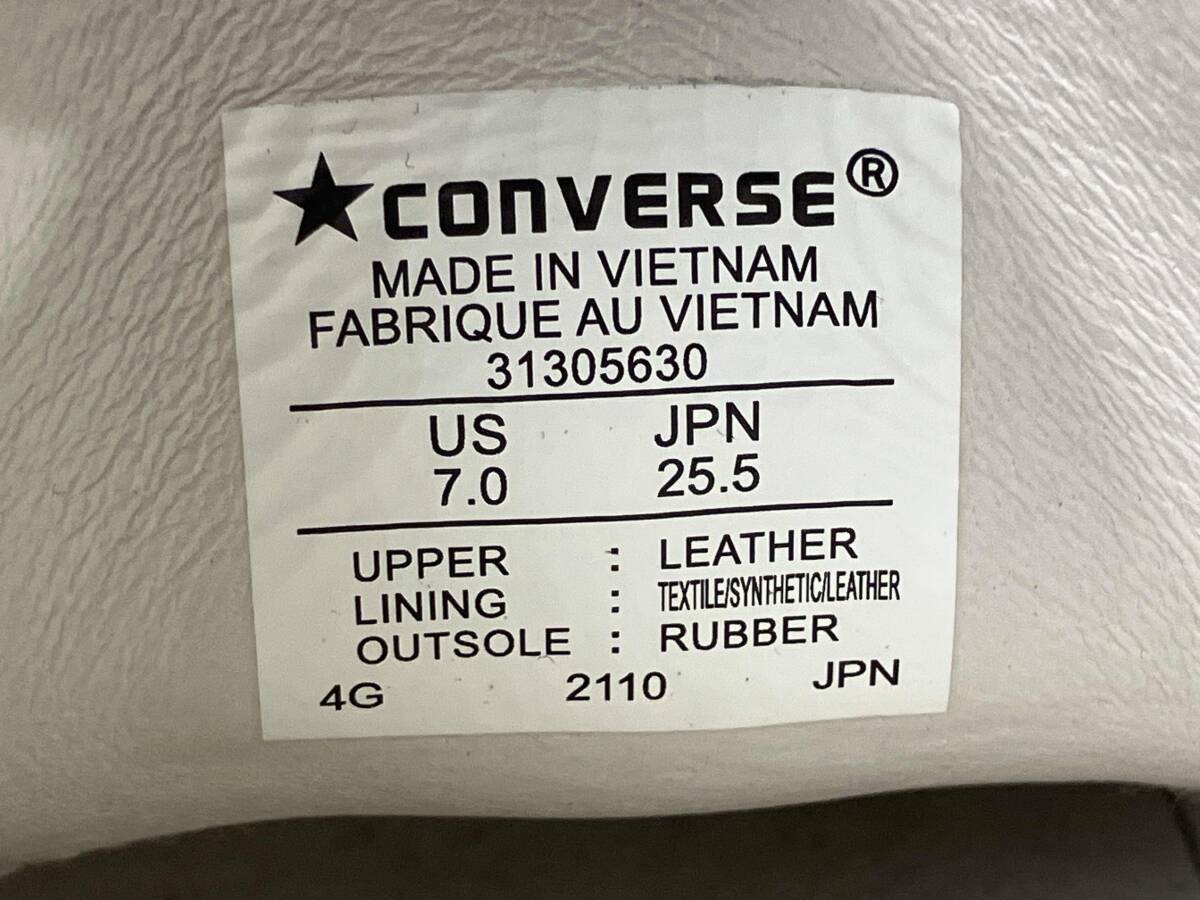 ★CONVERSE®
MADE IN VIETNAM
FABRIQUE AU VIETNAM
31305630
US JPN
7.0 25.5
UPPER : LEATHER
LINING : TEXTILE/SYNTHETIC/LEATHER
OUTSOLE : RUBBER
4G 2110 JPN